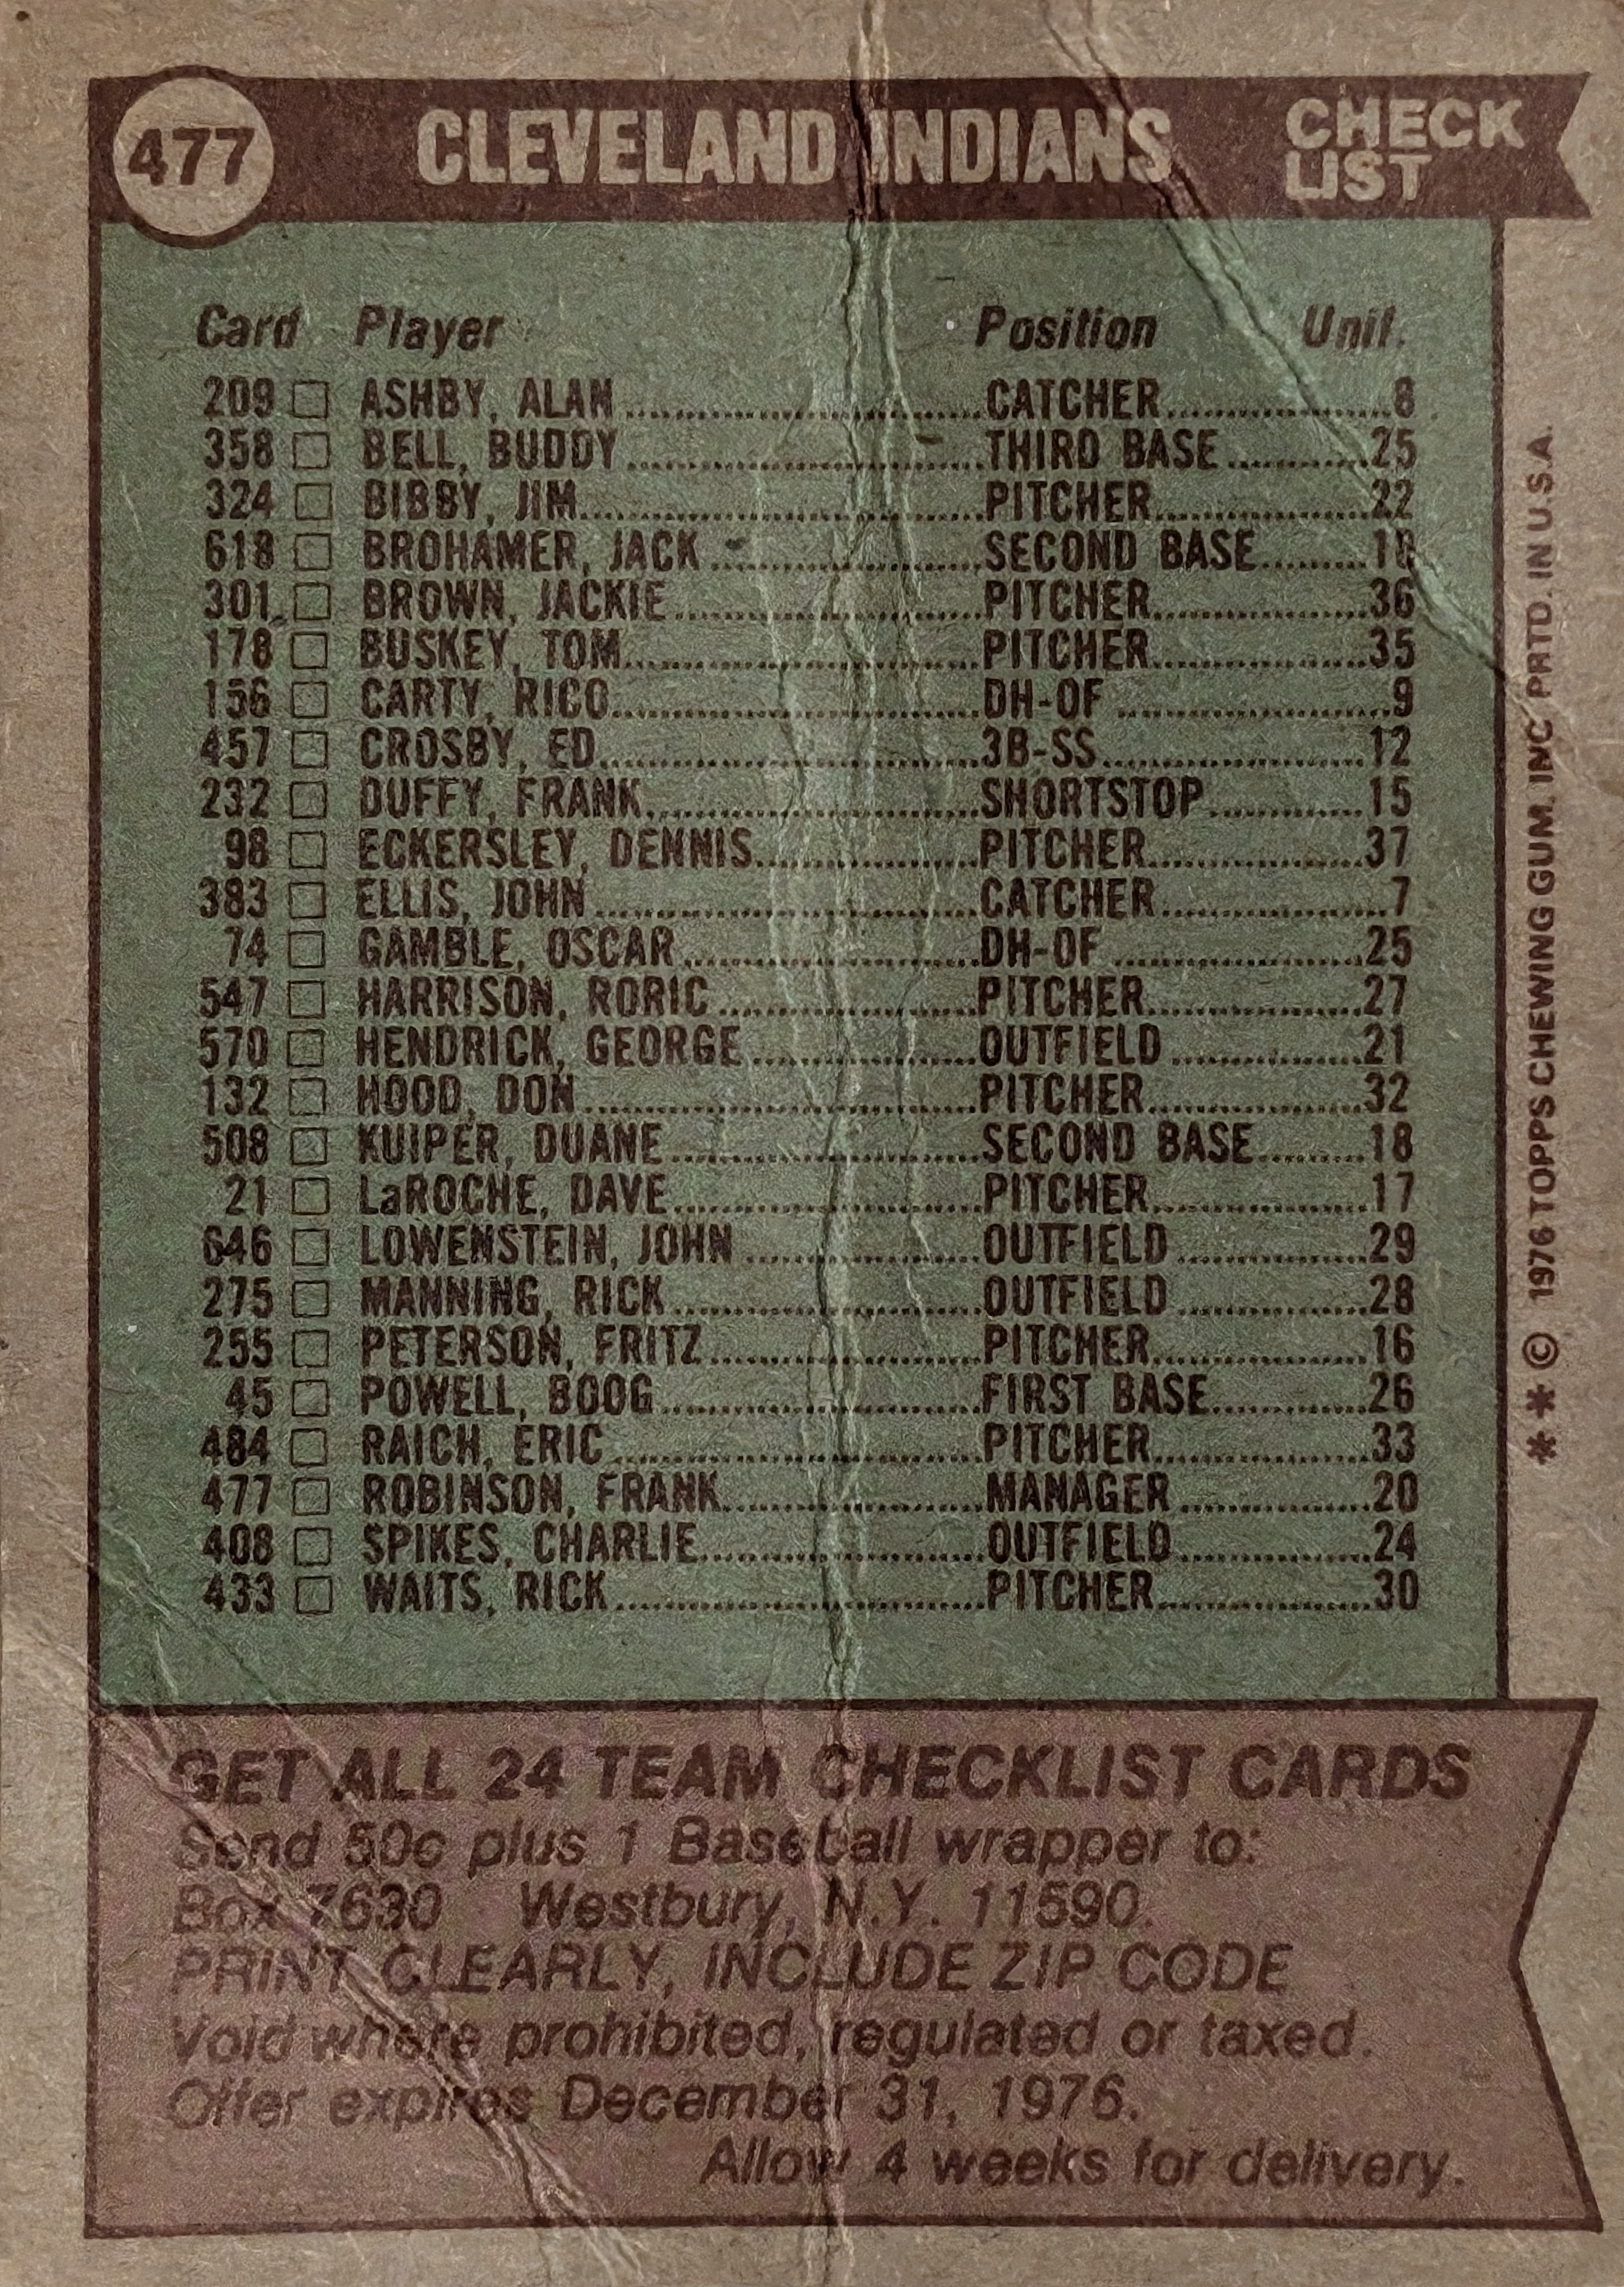 477 CLEVELAND INDIANS CHECK LIST
Card Player Position Unif.
209 ASHBY, ALAN CATCHER 8
358 BELL, BUDDY THIRD BASE 25
324 BIBBY, JIM PITCHER 22
618 BROHAMER, JACK SECOND BASE 10
301 BROWN, JACKIE PITCHER 36
178 BUSKEY, TOM PITCHER 35
156 CARTY, RICO DH-OF 9
457 CROSBY, ED 3B-SS 12
232 DUFFY, FRANK SHORTSTOP 15
98 ECKERSLEY, DENNIS PITCHER 37
383 ELLIS, JOHN CATCHER 7
74 GAMBLE, OSCAR DH-OF 25
547 HARRISON, RORIC PITCHER 27
570 HENDRICK, GEORGE OUTFIELD 21
132 HOOD, DON PITCHER 32
508 KUIPER, DUANE SECOND BASE 18
21 LaROCHE, DAVE PITCHER 17
646 LOWENSTEIN, JOHN OUTFIELD 29
275 MANNING, RICK OUTFIELD 28
255 PETERSON, FRITZ PITCHER 16
45 POWELL, BOOG FIRST BASE 26
484 RAICH, ERIC PITCHER 33
477 ROBINSON, FRANK MANAGER 20
408 SPIKES, CHARLIE OUTFIELD 24
433 WAITS, RICK PITCHER 30
GET ALL 24 TEAM CHECKLIST CARDS
Send 50c plus 1 Baseball wrapper to:
Box 7630 Westbury, N.Y. 11590.
PRINT CLEARLY, INCLUDE ZIP CODE
Void where prohibited, regulated or taxed.
Offer expires December 31, 1976.
Allow 4 weeks for delivery.
** © 1976 TOPPS CHEWING GUM. INC PRTD. IN U.S.A.